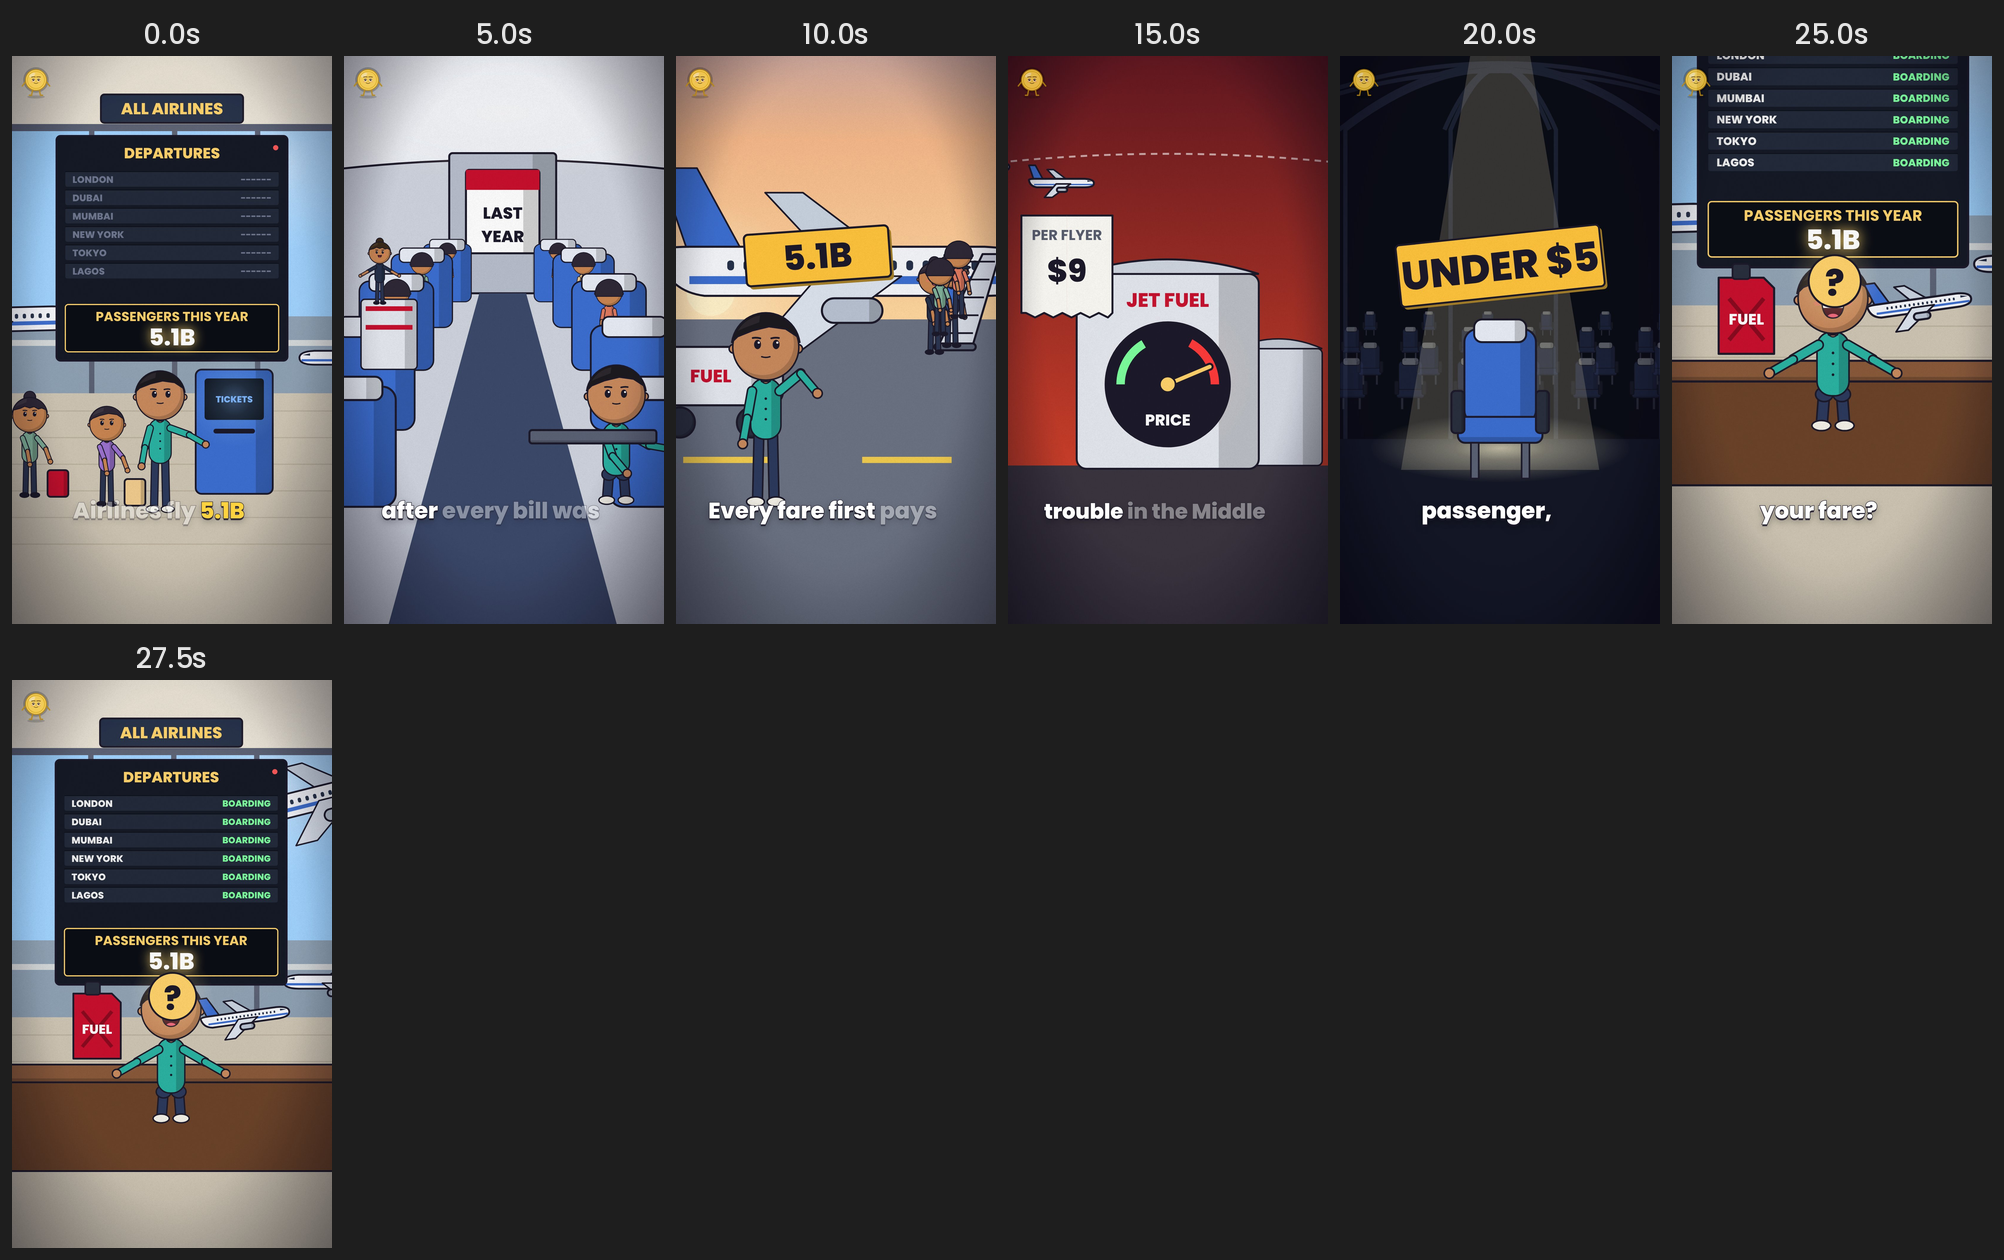 0.0s
ALL AIRLINES
DEPARTURES
LONDON ------
DUBAI ------
MUMBAI ------
NEW YORK ------
TOKYO ------
LAGOS ------
PASSENGERS THIS YEAR
5.1B
TICKETS
Airlines fly 5.1B
5.0s
LAST
YEAR
after every bill was
10.0s
5.1B
FUEL
Every fare first pays
15.0s
PER FLYER
$9
JET FUEL
PRICE
trouble in the Middle
20.0s
UNDER $5
passenger,
25.0s
LONDON BOARDING
DUBAI BOARDING
MUMBAI BOARDING
NEW YORK BOARDING
TOKYO BOARDING
LAGOS BOARDING
PASSENGERS THIS YEAR
5.1B
?
FUEL
your fare?
27.5s
ALL AIRLINES
DEPARTURES
LONDON BOARDING
DUBAI BOARDING
MUMBAI BOARDING
NEW YORK BOARDING
TOKYO BOARDING
LAGOS BOARDING
PASSENGERS THIS YEAR
5.1B
?
FUEL